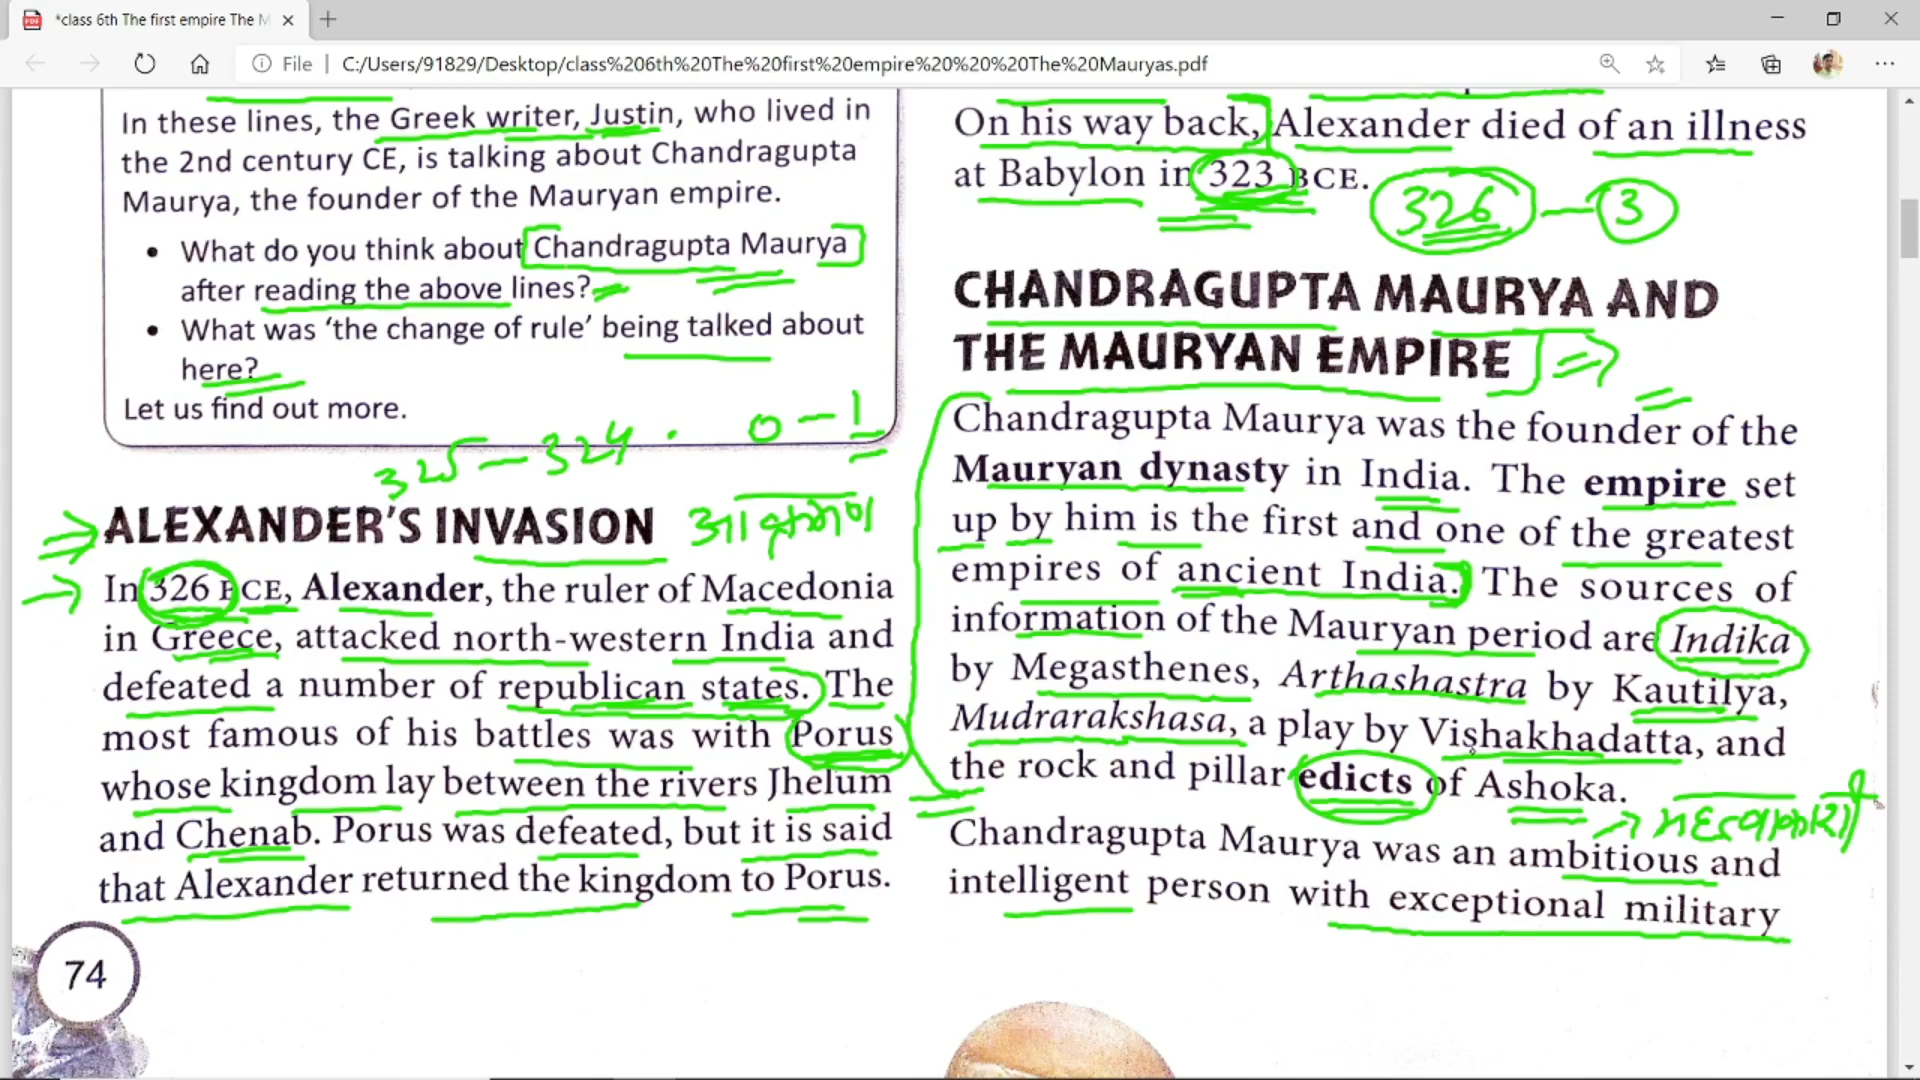 *class 6th The first empire The M
File
C:/Users/91829/Desktop/class%206th%20The%20first%20empire%20%20%20The%20Mauryas.pdf
In these lines, the Greek writer, Justin, who lived in
the 2nd century CE, is talking about Chandragupta
Maurya, the founder of the Mauryan empire.
• What do you think about Chandragupta Maurya
after reading the above lines?
• What was ‘the change of rule’ being talked about
here?
Let us find out more.
325 – 324 . 0 – 1
ALEXANDER’S INVASION आक्रमण
In 326 BCE, Alexander, the ruler of Macedonia
in Greece, attacked north-western India and
defeated a number of republican states. The
most famous of his battles was with Porus
whose kingdom lay between the rivers Jhelum
and Chenab. Porus was defeated, but it is said
that Alexander returned the kingdom to Porus.
74
On his way back, Alexander died of an illness
at Babylon in 323 BCE.
326 – 3
CHANDRAGUPTA MAURYA AND
THE MAURYAN EMPIRE
Chandragupta Maurya was the founder of the
Mauryan dynasty in India. The empire set
up by him is the first and one of the greatest
empires of ancient India. The sources of
information of the Mauryan period are Indika
by Megasthenes, Arthashastra by Kautilya,
Mudrarakshasa, a play by Vishakhadatta, and
the rock and pillar edicts of Ashoka.
Chandragupta Maurya was an ambitious and
intelligent person with exceptional military